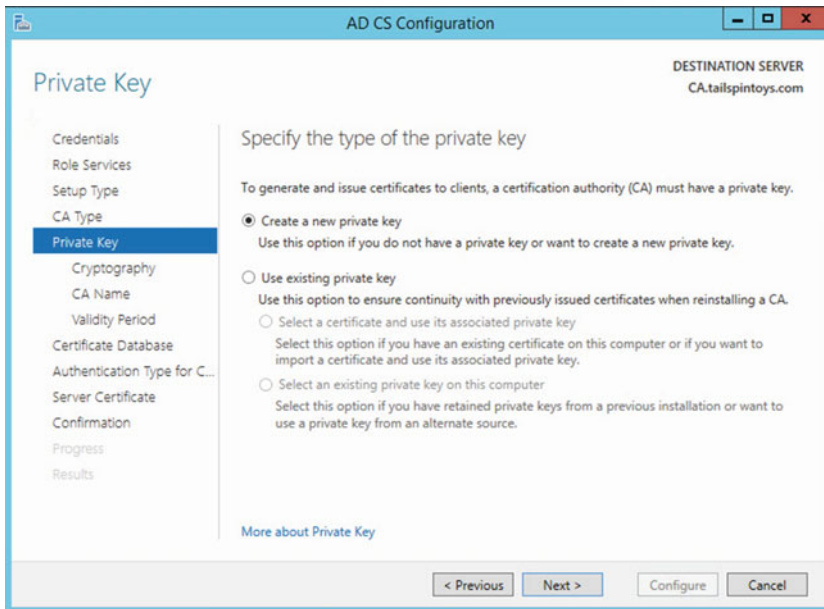 AD CS Configuration
Private Key
DESTINATION SERVER
CA.tailspintoys.com
Credentials
Role Services
Setup Type
CA Type
Private Key
Cryptography
CA Name
Validity Period
Certificate Database
Authentication Type for C...
Server Certificate
Confirmation
Progress
Results
Specify the type of the private key
To generate and issue certificates to clients, a certification authority (CA) must have a private key.
Create a new private key
Use this option if you do not have a private key or want to create a new private key.
Use existing private key
Use this option to ensure continuity with previously issued certificates when reinstalling a CA.
Select a certificate and use its associated private key
Select this option if you have an existing certificate on this computer or if you want to
import a certificate and use its associated private key.
Select an existing private key on this computer
Select this option if you have retained private keys from a previous installation or want to
use a private key from an alternate source.
More about Private Key
< Previous
Next >
Configure
Cancel